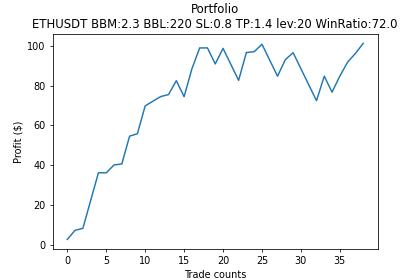 Portfolio
ETHUSDT BBM:2.3 BBL:220 SL:0.8 TP:1.4 lev:20 WinRatio:72.0
100
80
60
40
20
0
Profit ($)
0 5 10 15 20 25 30 35
Trade counts